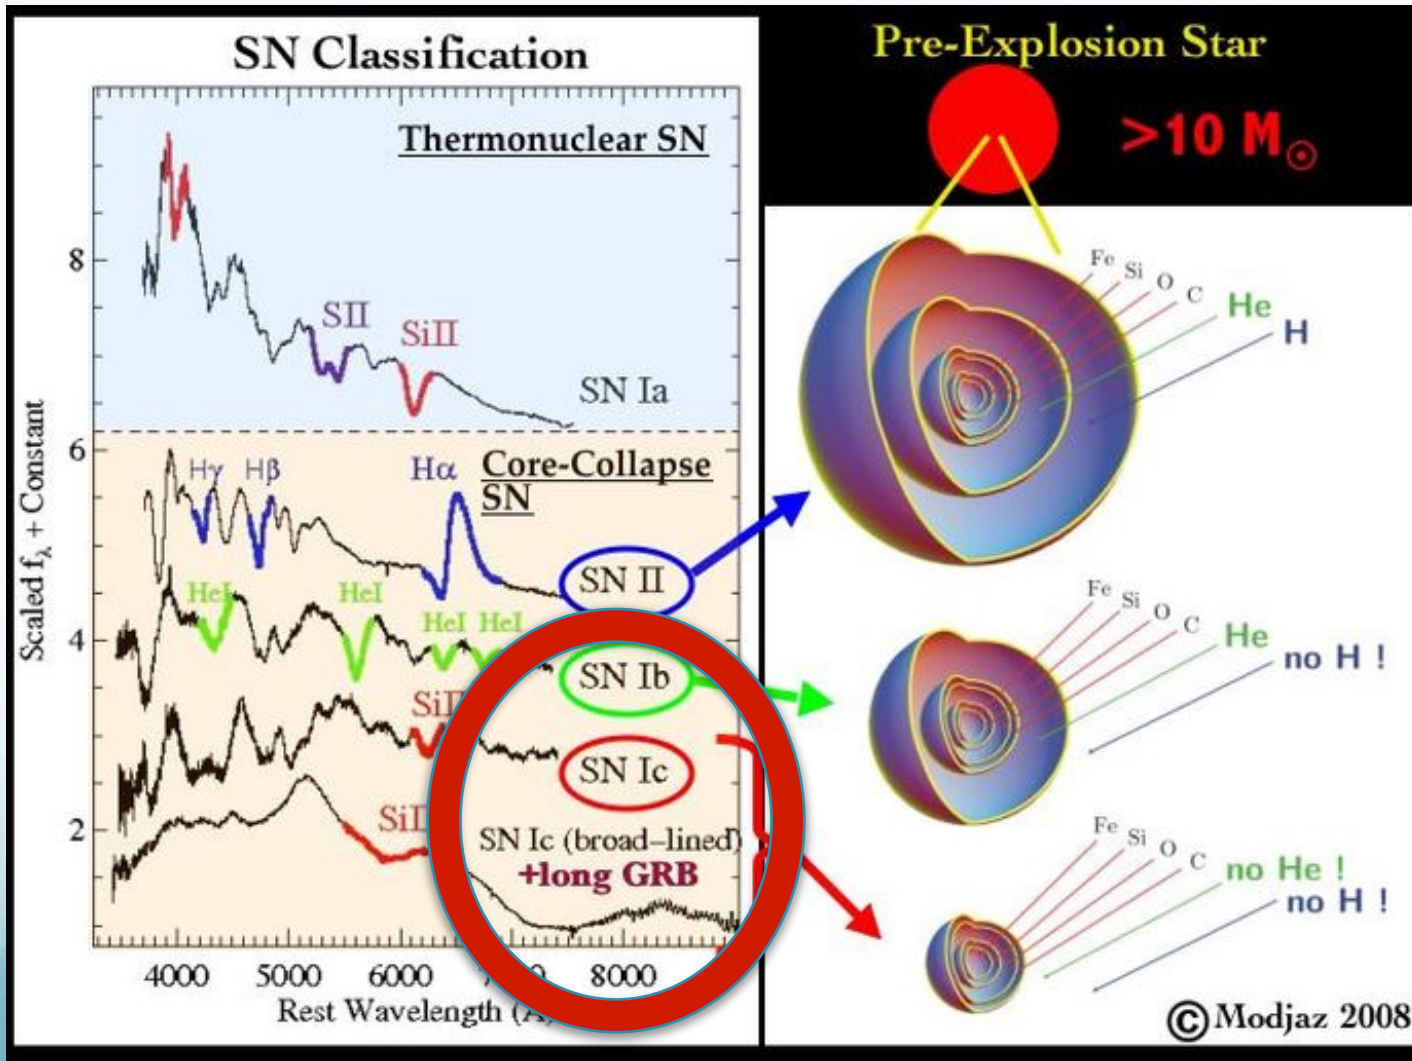 SN Classification
Thermonuclear SN
SII
SiII
SN Ia
8
6
Core-Collapse
SN
Hγ
Hβ
Hα
SN II
HeI
HeI
HeI
HeI
4
SN Ib
SN Ic
2
SN Ic (broad-lined)
+long GRB
Scaled fλ + Constant
4000
5000
6000
8000
Rest Wavelength
Pre-Explosion Star
>10 M☉
Fe
Si
O
C
He
H
Fe
Si
O
C
He
no H !
Fe
Si
O
C
no He !
no H !
© Modjaz 2008